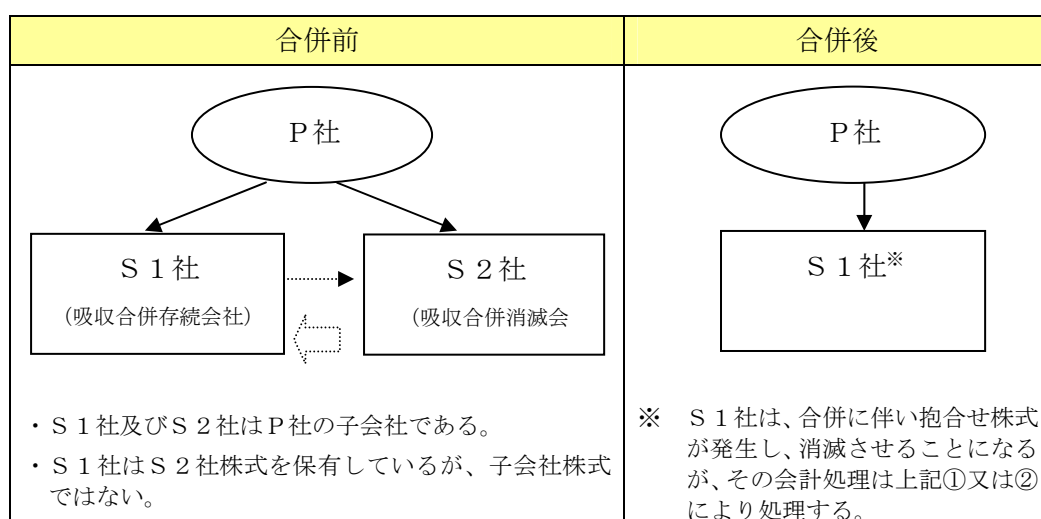 合併前
合併後
P社
S1社
(吸収合併存続会社)
S2社
(吸収合併消滅会
・S1社及びS2社はP社の子会社である。
・S1社はS2社株式を保有しているが、子会社株式
ではない。
P社
S1社※
※ S1社は、合併に伴い抱合せ株式
が発生し、消滅させることになる
が、その会計処理は上記①又は②
により処理する。